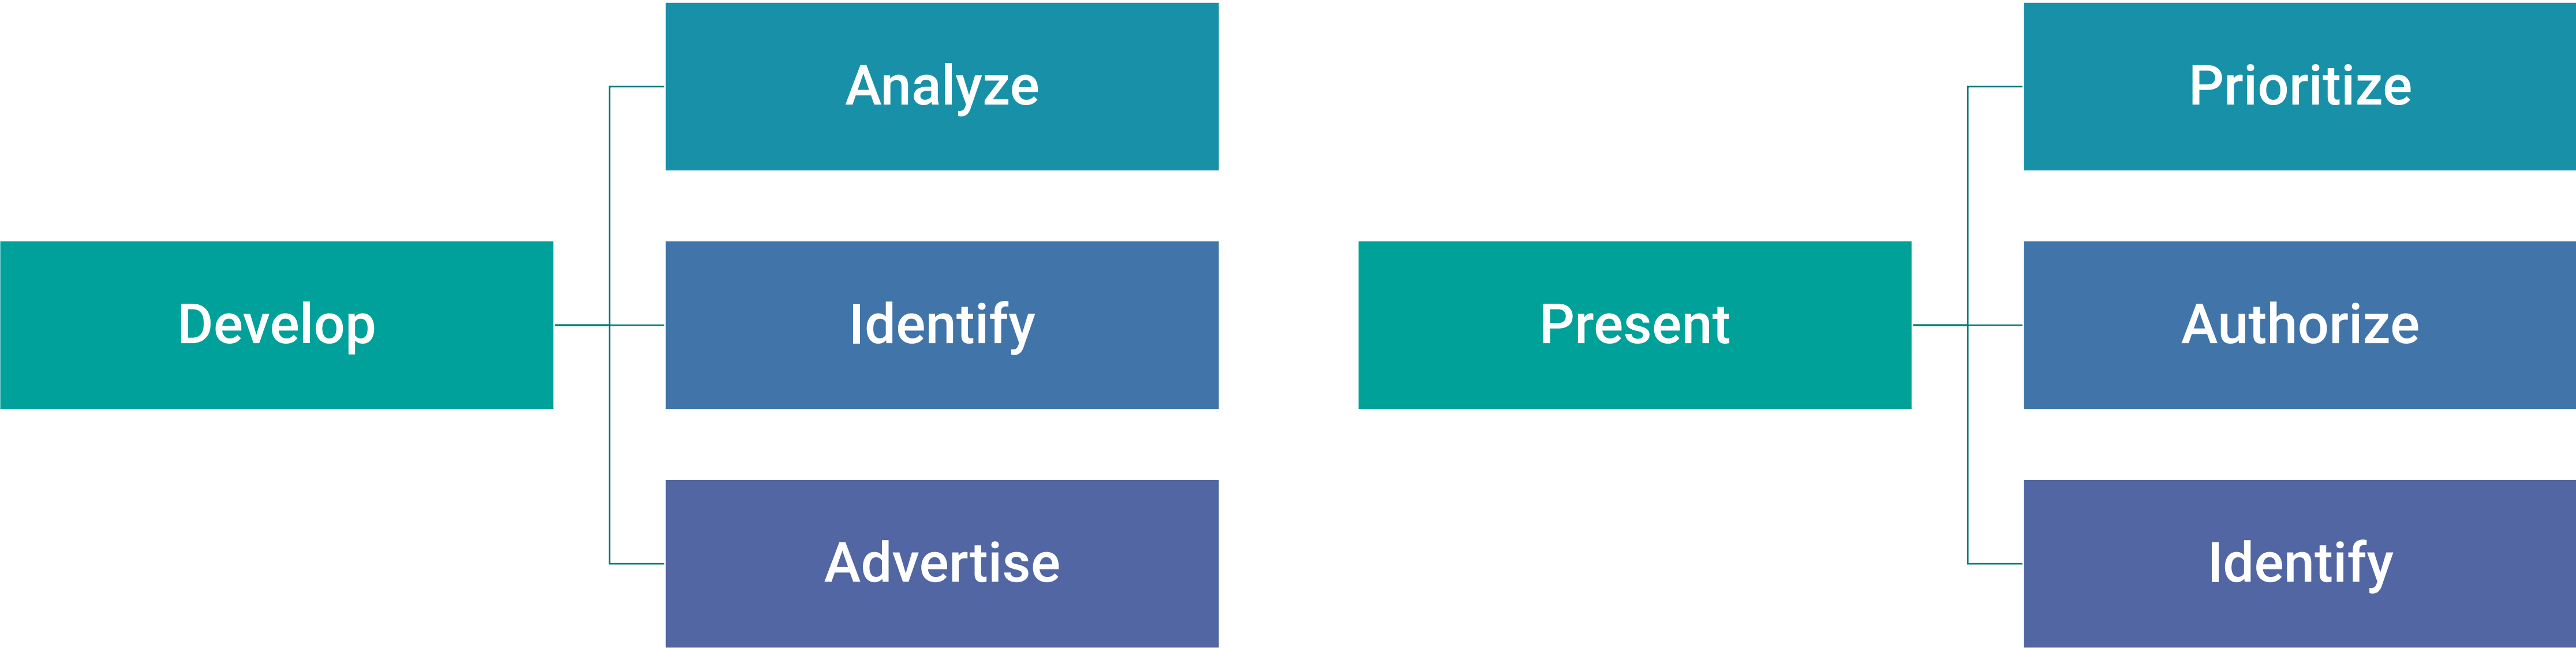 Develop
Analyze
Identify
Advertise
Present
Prioritize
Authorize
Identify